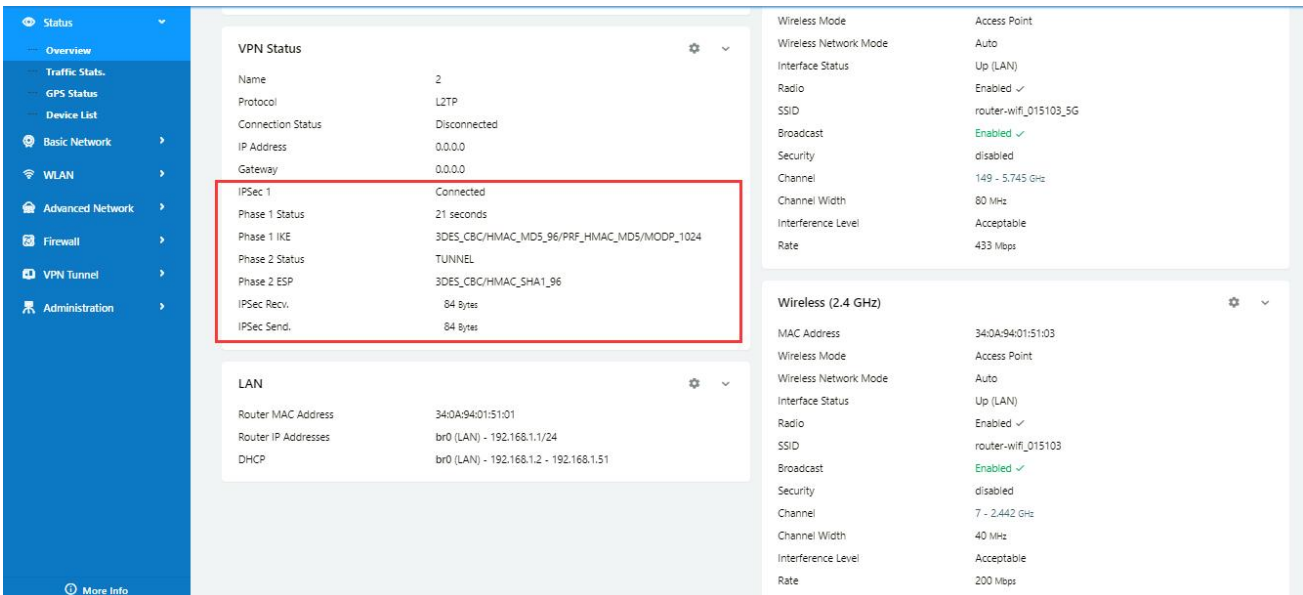 Status
Overview
Traffic Stats.
GPS Status
Device List
Basic Network
WLAN
Advanced Network
Firewall
VPN Tunnel
Administration
More Info
VPN Status
Name 2
Protocol L2TP
Connection Status Disconnected
IP Address 0.0.0.0
Gateway 0.0.0.0
IPSec 1 Connected
Phase 1 Status 21 seconds
Phase 1 IKE 3DES_CBC/HMAC_MD5_96/PRF_HMAC_MD5/MODP_1024
Phase 2 Status TUNNEL
Phase 2 ESP 3DES_CBC/HMAC_SHA1_96
IPSec Recv. 84 Bytes
IPSec Send. 84 Bytes
LAN
Router MAC Address 34:0A:94:01:51:01
Router IP Addresses br0 (LAN) - 192.168.1.1/24
DHCP br0 (LAN) - 192.168.1.2 - 192.168.1.51
Wireless Mode Access Point
Wireless Network Mode Auto
Interface Status Up (LAN)
Radio Enabled ✓
SSID router-wifi_015103_5G
Broadcast Enabled ✓
Security disabled
Channel 149 - 5.745 GHz
Channel Width 80 MHz
Interference Level Acceptable
Rate 433 Mbps
Wireless (2.4 GHz)
MAC Address 34:0A:94:01:51:03
Wireless Mode Access Point
Wireless Network Mode Auto
Interface Status Up (LAN)
Radio Enabled ✓
SSID router-wifi_015103
Broadcast Enabled ✓
Security disabled
Channel 7 - 2.442 GHz
Channel Width 40 MHz
Interference Level Acceptable
Rate 200 Mbps